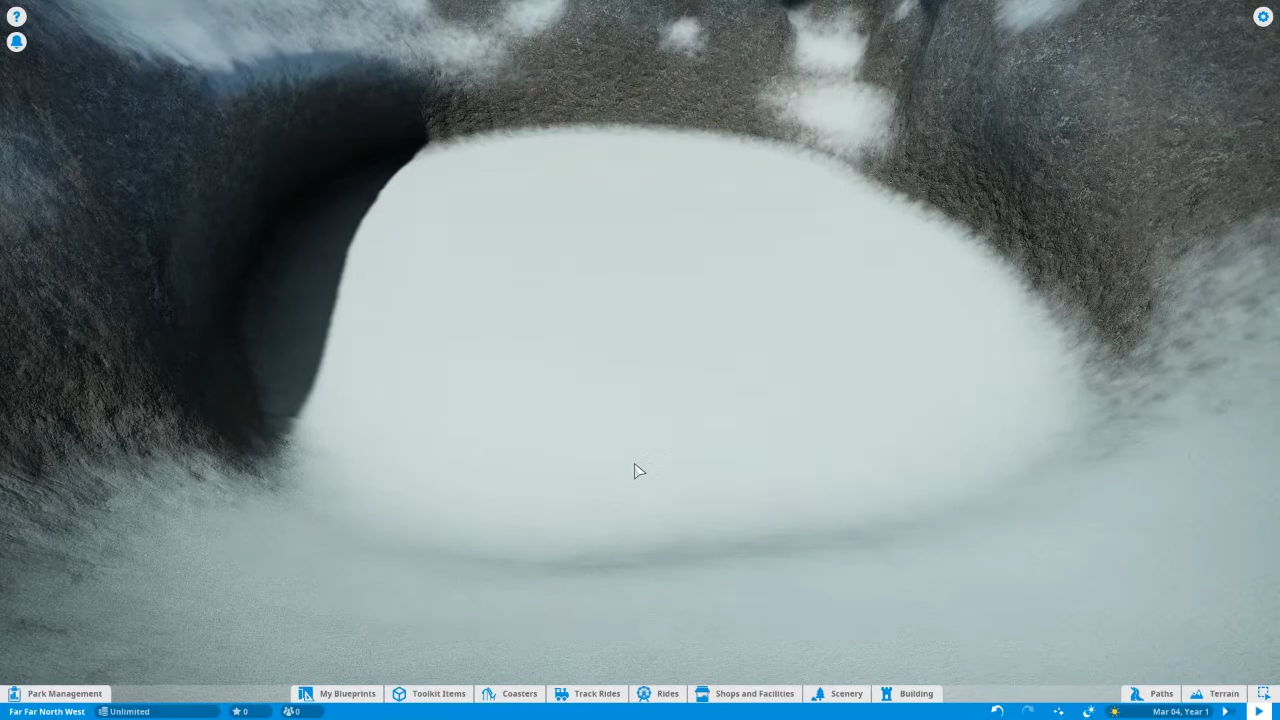 ?
Park Management
My Blueprints
Toolkit Items
Coasters
Track Rides
Rides
Shops and Facilities
Scenery
Building
Paths
Terrain
Far Far North West
Unlimited
0
0
Mar 04, Year 1